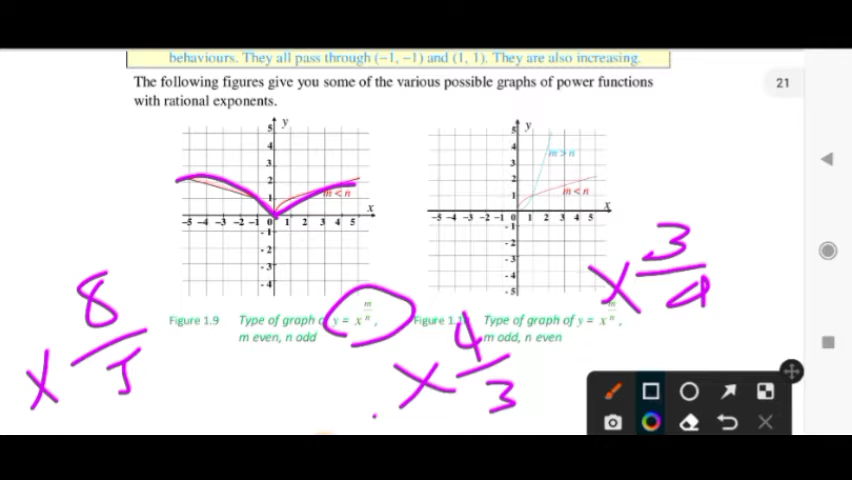 behaviours. They all pass through (−1, −1) and (1, 1). They are also increasing.
The following figures give you some of the various possible graphs of power functions
with rational exponents.
21
y
5
4
3
2
1
-5 -4 -3 -2 -1 0 1 2 3 4 5
x
m < n
- 1
- 2
- 3
- 4
y
5
4
3
2
1
m > n
m < n
-5 -4 -3 -2 -1 0 1 2 3 4 5
x
- 1
- 2
- 3
- 4
- 5
x 3/4
Figure 1.9 Type of graph of y = x^(m/n),
m even, n odd
Type of graph of y = x^(m/n),
m odd, n even
x 8/5
x 4/3